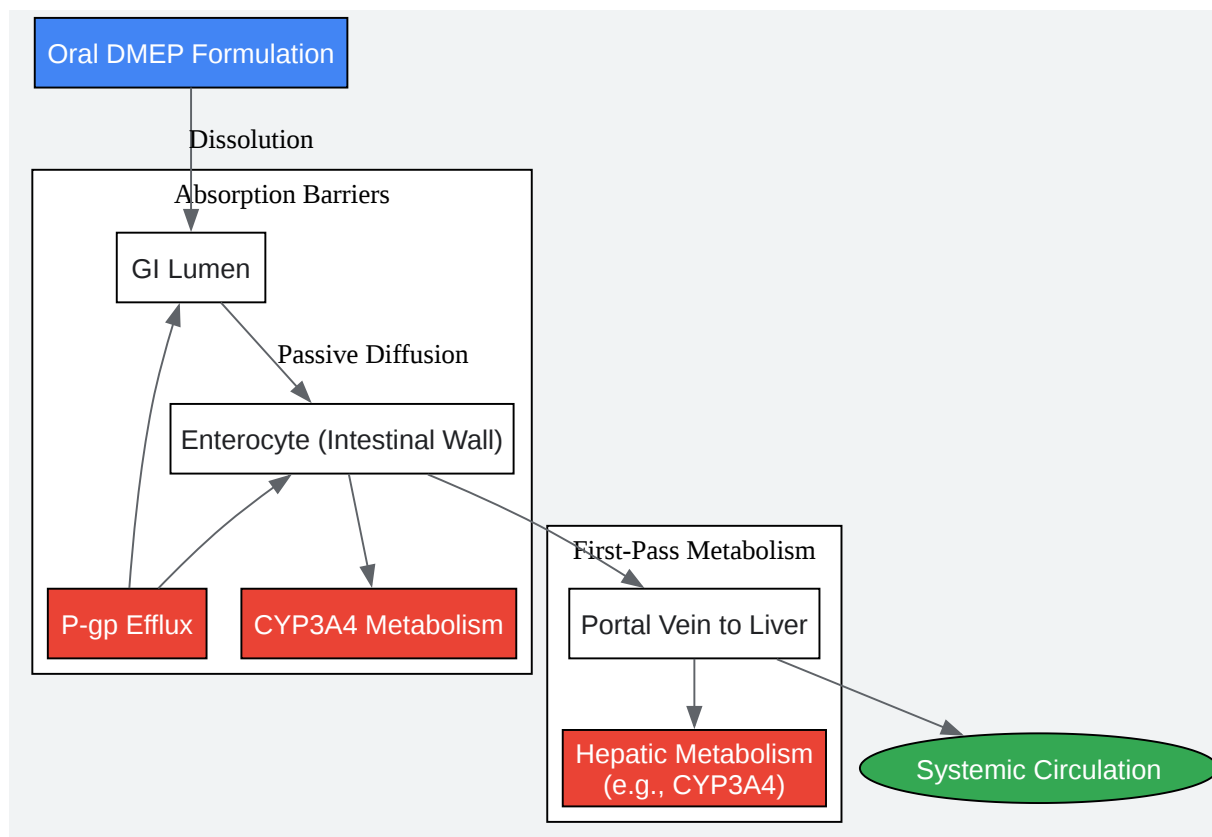 Oral DMEP Formulation
Dissolution
Absorption Barriers
GI Lumen
Passive Diffusion
Enterocyte (Intestinal Wall)
First-Pass Metabolism
P-gp Efflux
CYP3A4 Metabolism
Portal Vein to Liver
Hepatic Metabolism
(e.g., CYP3A4)
Systemic Circulation